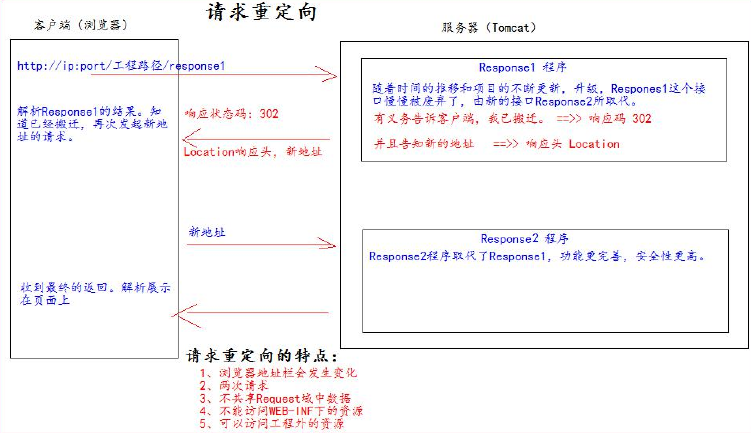 请求重定向
客户端（浏览器）
服务器（Tomcat）
http://ip:port/工程路径/response1
Response1 程序
随着时间的推移和项目的不断更新，升级，Respones1这个接
口慢慢被废弃了，由新的接口Response2所取代。
有义务告诉客户端，我已搬迁。 ==>> 响应码 302
并且告知新的地址 ==>> 响应头 Location
解析Response1的结果。知
道已经搬迁，再次发起新地
址的请求。
响应状态码：302
Location响应头，新地址
新地址
Response2 程序
Response2程序取代了Response1，功能更完善，安全性更高。
收到最终的返回。解析展示
在页面上
请求重定向的特点：
1、浏览器地址栏会发生变化
2、两次请求
3、不共享Request域中数据
4、不能访问WEB-INF下的资源
5、可以访问工程外的资源